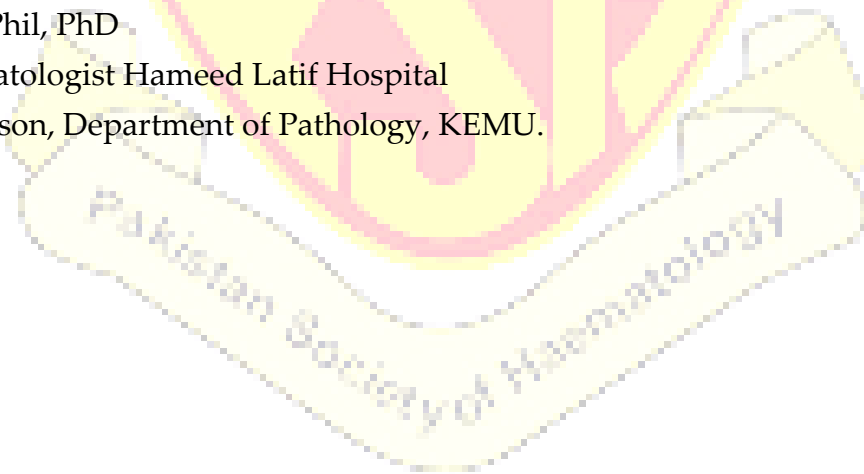 Phil, PhD
atologist Hameed Latif Hospital
son, Department of Pathology, KEMU.
Pakistan Society of Haematology